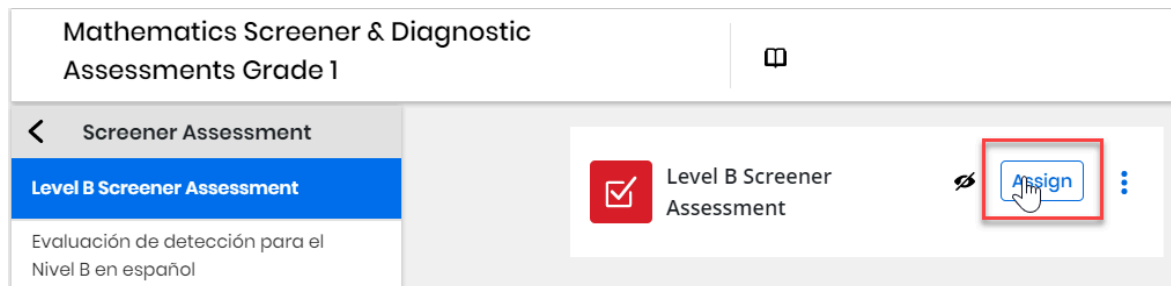 Mathematics Screener & Diagnostic
Assessments Grade 1
Screener Assessment
Level B Screener Assessment
Evaluación de detección para el
Nivel B en español
Level B Screener
Assessment
Assign